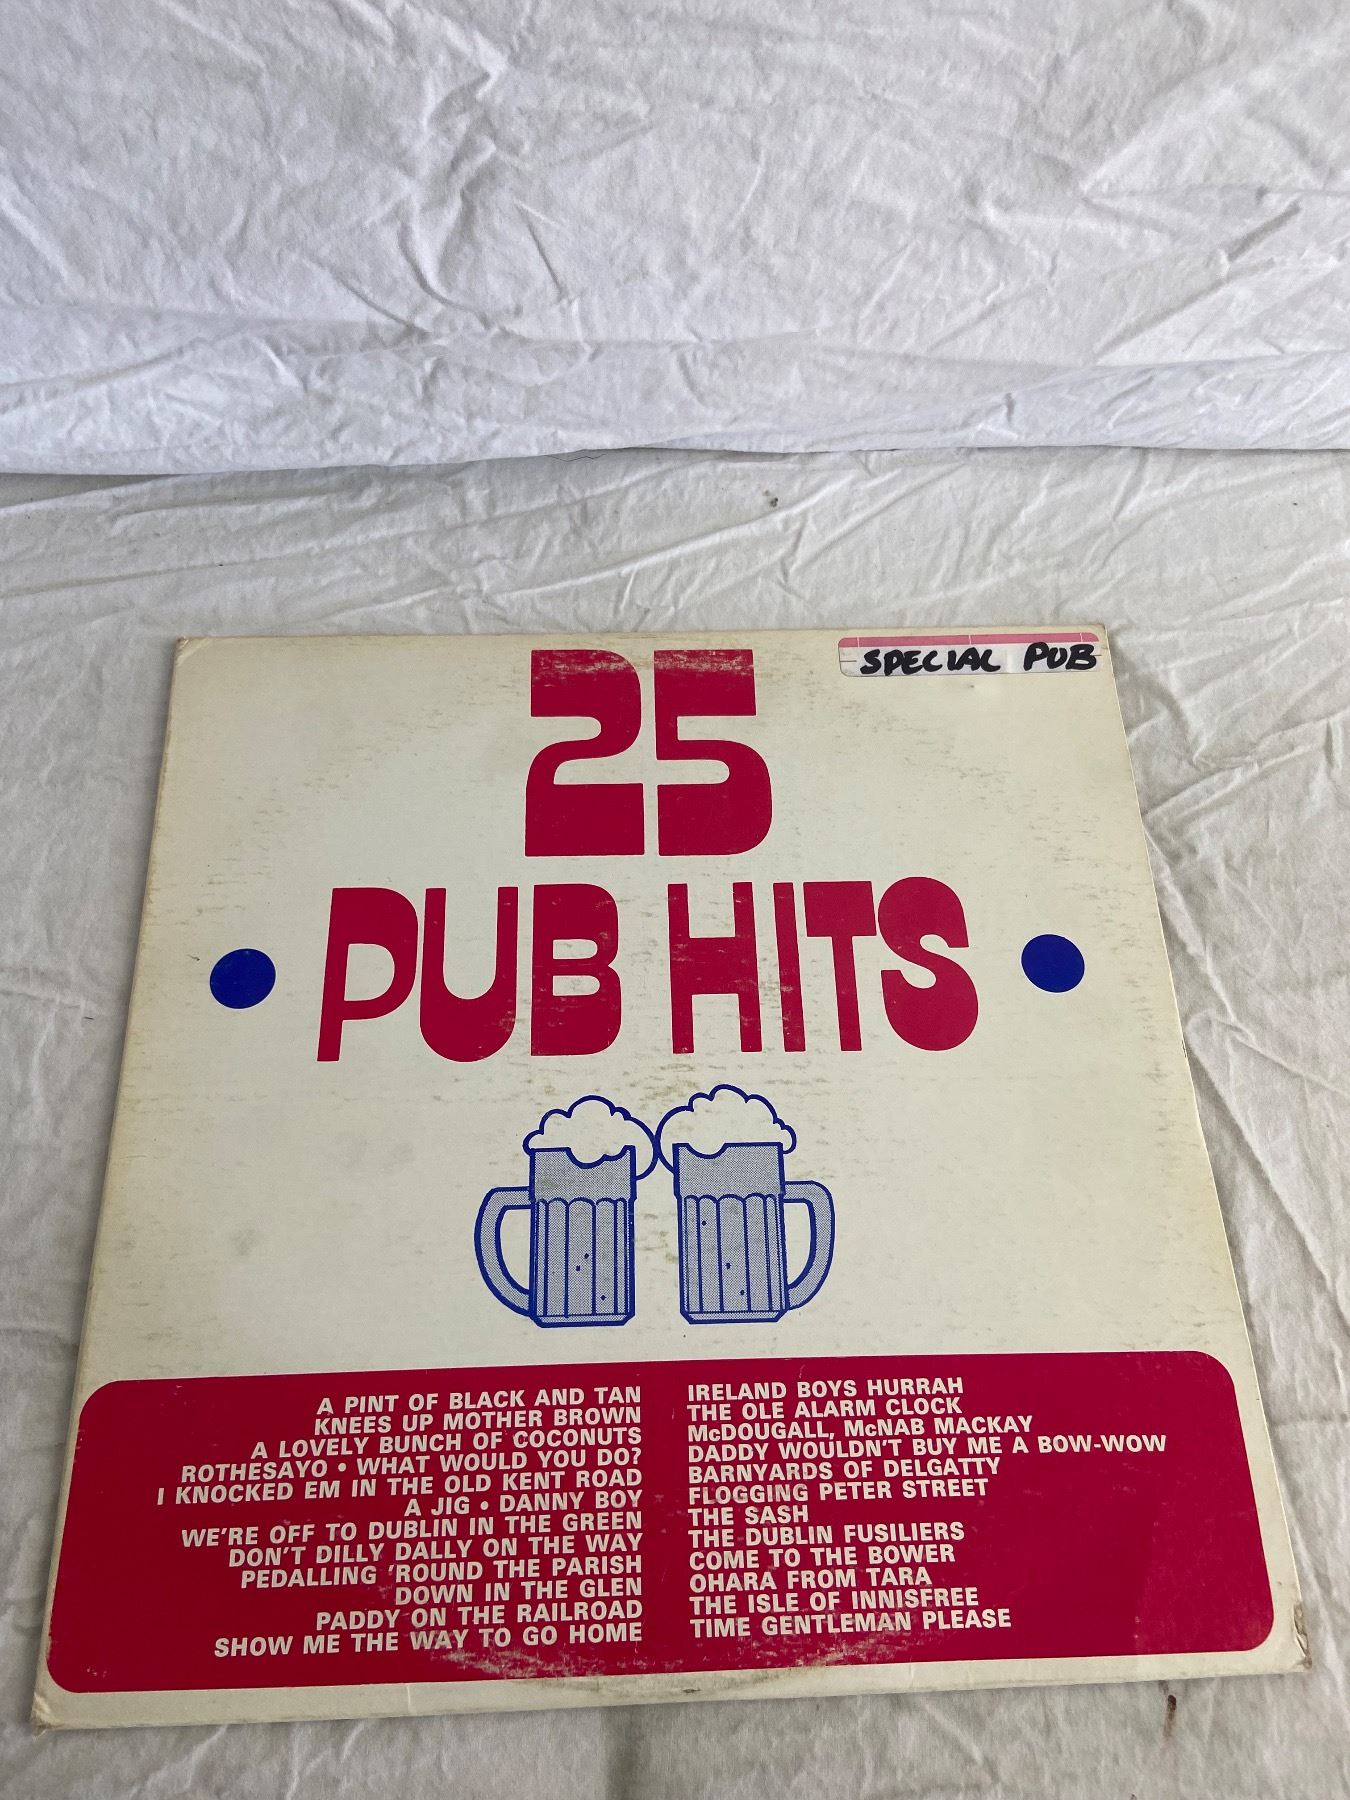 SPECIAL PUB
25
PUB HITS
A PINT OF BLACK AND TAN
KNEES UP MOTHER BROWN
A LOVELY BUNCH OF COCONUTS
ROTHESAYO • WHAT WOULD YOU DO?
I KNOCKED EM IN THE OLD KENT ROAD
A JIG • DANNY BOY
WE'RE OFF TO DUBLIN IN THE GREEN
DON'T DILLY DALLY ON THE WAY
PEDALLING 'ROUND THE PARISH
DOWN IN THE GLEN
PADDY ON THE RAILROAD
SHOW ME THE WAY TO GO HOME
IRELAND BOYS HURRAH
THE OLE ALARM CLOCK
McDOUGALL, McNAB MACKAY
DADDY WOULDN'T BUY ME A BOW-WOW
BARNYARDS OF DELGATTY
FLOGGING PETER STREET
THE SASH
THE DUBLIN FUSILIERS
COME TO THE BOWER
OHARA FROM TARA
THE ISLE OF INNISFREE
TIME GENTLEMAN PLEASE